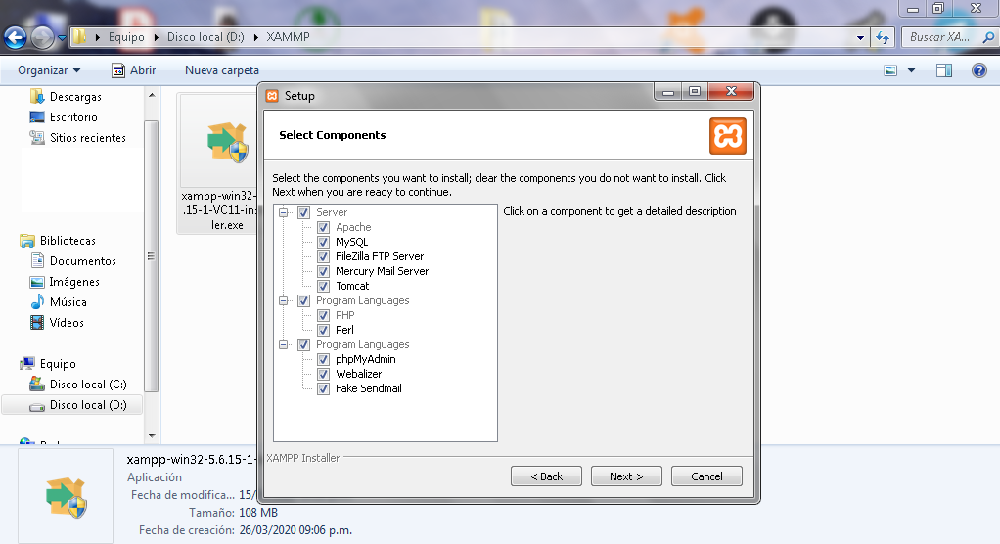 Equipo
Disco local (D:)
XAMMP
Buscar XA...
Organizar
Abrir
Nueva carpeta
Descargas
Escritorio
Sitios recientes
Bibliotecas
Documentos
Imágenes
Música
Vídeos
Equipo
Disco local (C:)
Disco local (D:)
xampp-win32-
.15-1-VC11-ins
ler.exe
Setup
Select Components
Select the components you want to install; clear the components you do not want to install. Click
Next when you are ready to continue.
Server
Apache
MySQL
FileZilla FTP Server
Mercury Mail Server
Tomcat
Program Languages
PHP
Perl
Program Languages
phpMyAdmin
Webalizer
Fake Sendmail
Click on a component to get a detailed description
XAMPP Installer
< Back
Next >
Cancel
xampp-win32-5.6.15-1-
Aplicación
Fecha de modifica... 15/
Tamaño: 108 MB
Fecha de creación: 26/03/2020 09:06 p.m.